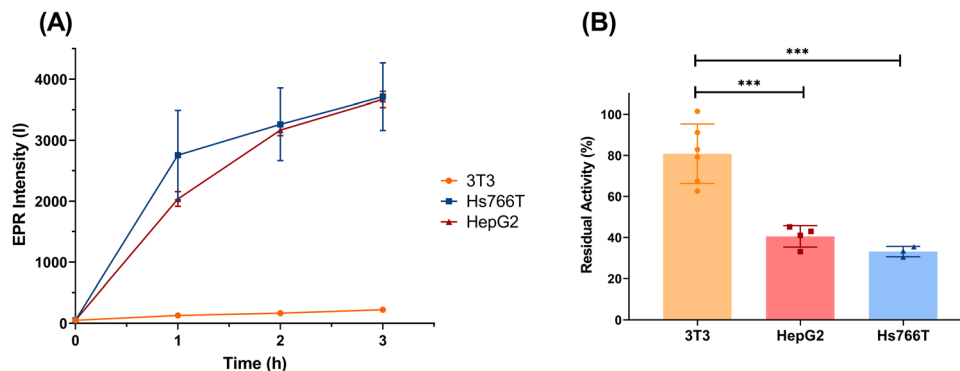 (A)
EPR Intensity (I)
4000
3000
2000
1000
0
0 1 2 3
Time (h)
3T3
Hs766T
HepG2
(B)
***
***
Residual Activity (%)
100
80
60
40
20
0
3T3 HepG2 Hs766T